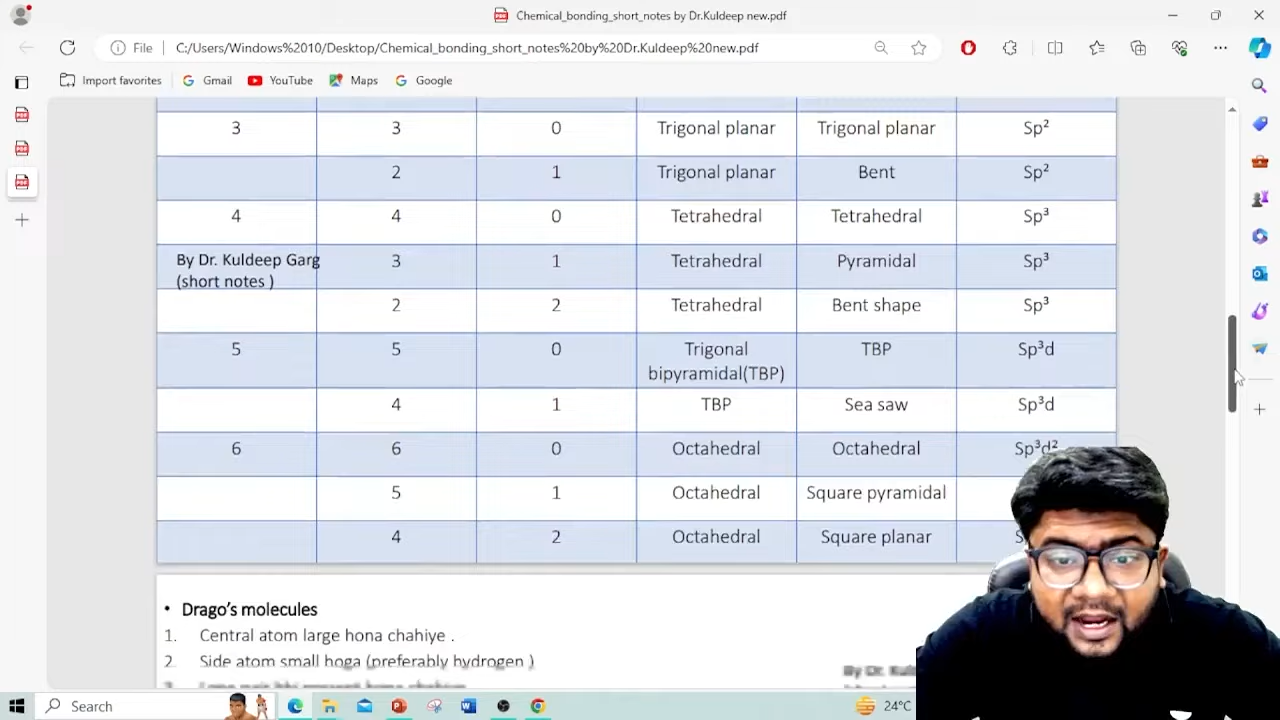 Chemical_bonding_short_notes by Dr.Kuldeep new.pdf
File C:/Users/Windows%2010/Desktop/Chemical_bonding_short_notes%20by%20Dr.Kuldeep%20new.pdf
Import favorites Gmail YouTube Maps Google
3 3 0 Trigonal planar Trigonal planar Sp²
2 1 Trigonal planar Bent Sp²
4 4 0 Tetrahedral Tetrahedral Sp³
By Dr. Kuldeep Garg 3 1 Tetrahedral Pyramidal Sp³
(short notes )
2 2 Tetrahedral Bent shape Sp³
5 5 0 Trigonal TBP Sp³d
bipyramidal(TBP)
4 1 TBP Sea saw Sp³d
6 6 0 Octahedral Octahedral Sp³d²
5 1 Octahedral Square pyramidal
4 2 Octahedral Square planar
• Drago's molecules
1. Central atom large hona chahiye .
2. Side atom small hoga (preferably hydrogen )
By Dr.
Search 24°C